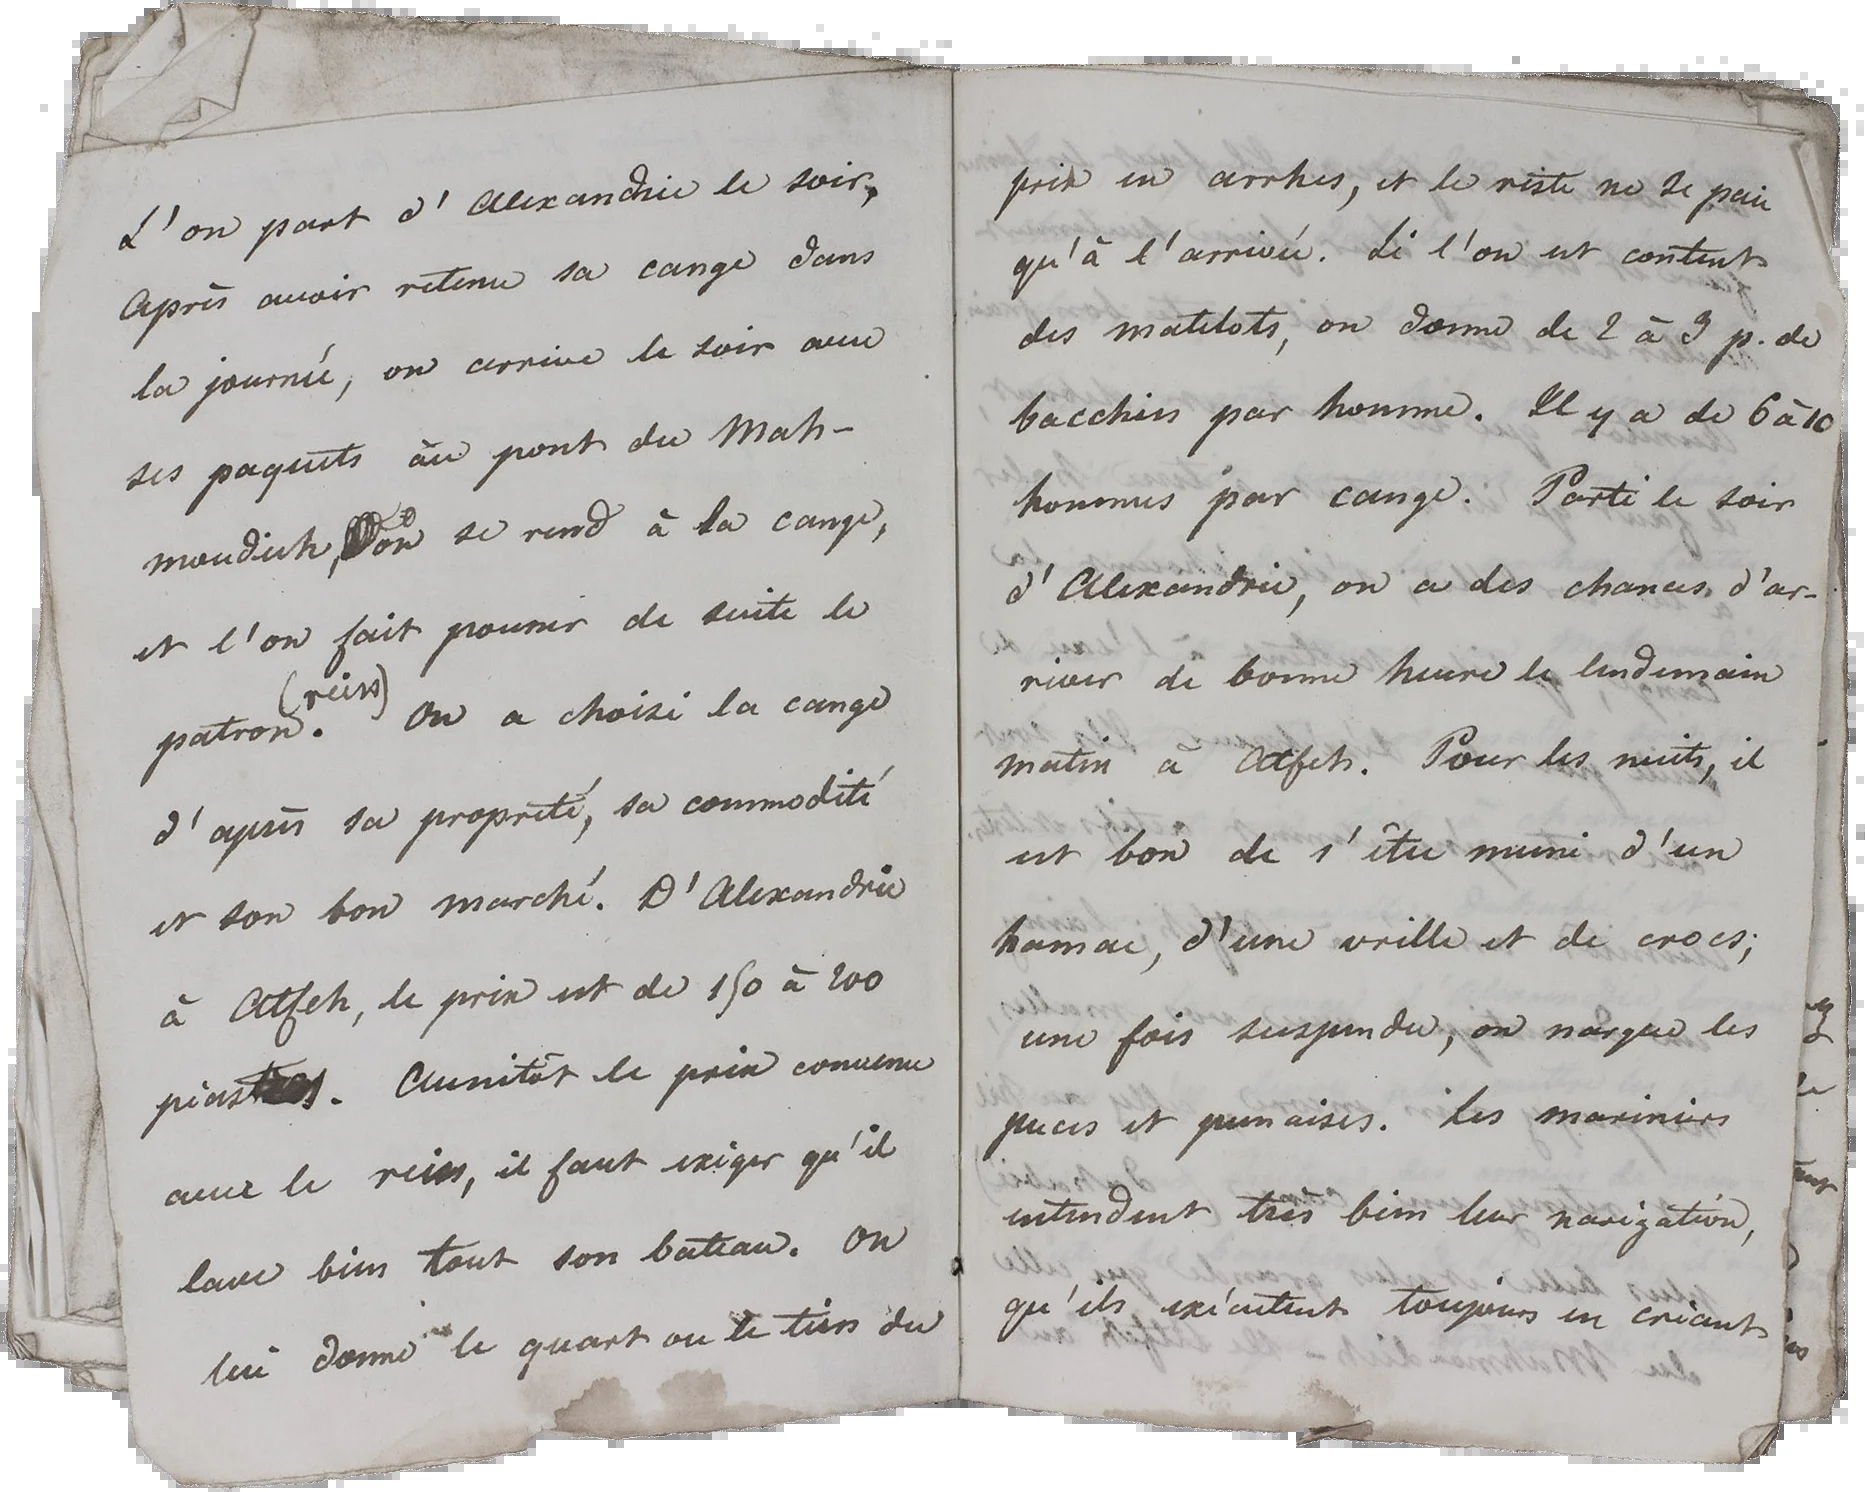 L'on part d'Alexandrie le soir,
Après avoir retenu sa cange dans
la journée, on arrive le soir avec
ses paquets au pont du Mah-
moudieh, on se rend à la cange,
et l'on fait pounir de suite le
patron. (reiss) On a choisi la cange
d'après sa propreté, sa commodité
et son bon marché. D'Alexandrie
à Atfeh, le prix est de 150 à 200
piastres. Aussitôt le prix convenu
avec le reiss, il faut exiger qu'il
lave bien tout son bateau. On
lui donne le quart ou le tiers du
prix en arrhes, et le reste ne se paie
qu'à l'arrivée. Si l'on est content
des matelots, on donne de 2 à 3 p. de
bacchiss par homme. Il y a de 6 à 10
hommes par cange. Parti le soir
d'Alexandrie, on a des chances d'ar-
river de bonne heure le lendemain
matin à Atfeh. Pour les nuits, il
est bon de s'être muni d'un
hamac, d'une vrille et de crocs;
une fois suspendu, on nargue les
puces et punaises. Les mariniers
entendent très bien leur navigation,
qu'ils exécutent toujours en criant